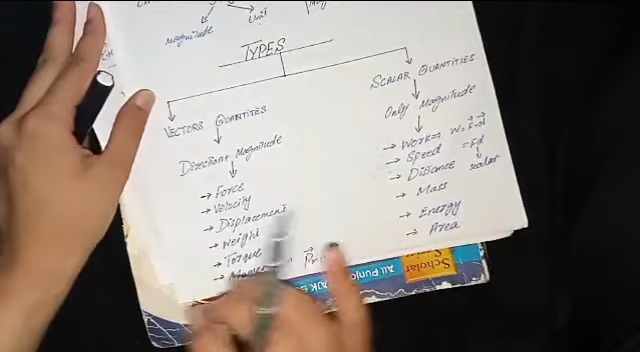 Magnitude
Unit
TYPES
VECTORS QUANTITIES
Direction + Magnitude
→ Force
→ Velocity
→ Displacement
→ Weight
→ Torque
SCALAR QUANTITIES
Only Magnitude
→ Work ⇒ W = F⃗·d⃗
= Fd
scalar
→ Speed
→ Distance
→ Mass
→ Energy
→ Area
Scholar